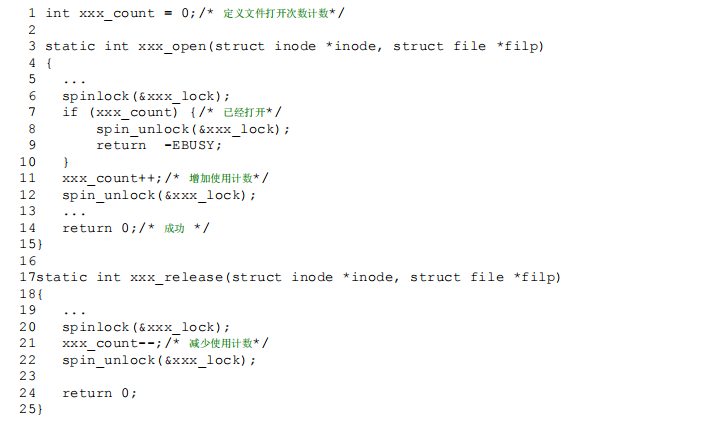 1 int xxx_count = 0;/* 定义文件打开次数计数*/
2
3 static int xxx_open(struct inode *inode, struct file *filp)
4 {
5 ...
6 spinlock(&xxx_lock);
7 if (xxx_count) {/* 已经打开*/
8 spin_unlock(&xxx_lock);
9 return -EBUSY;
10 }
11 xxx_count++;/* 增加使用计数*/
12 spin_unlock(&xxx_lock);
13 ...
14 return 0;/* 成功 */
15}
16
17static int xxx_release(struct inode *inode, struct file *filp)
18{
19 ...
20 spinlock(&xxx_lock);
21 xxx_count--;/* 减少使用计数*/
22 spin_unlock(&xxx_lock);
23
24 return 0;
25}